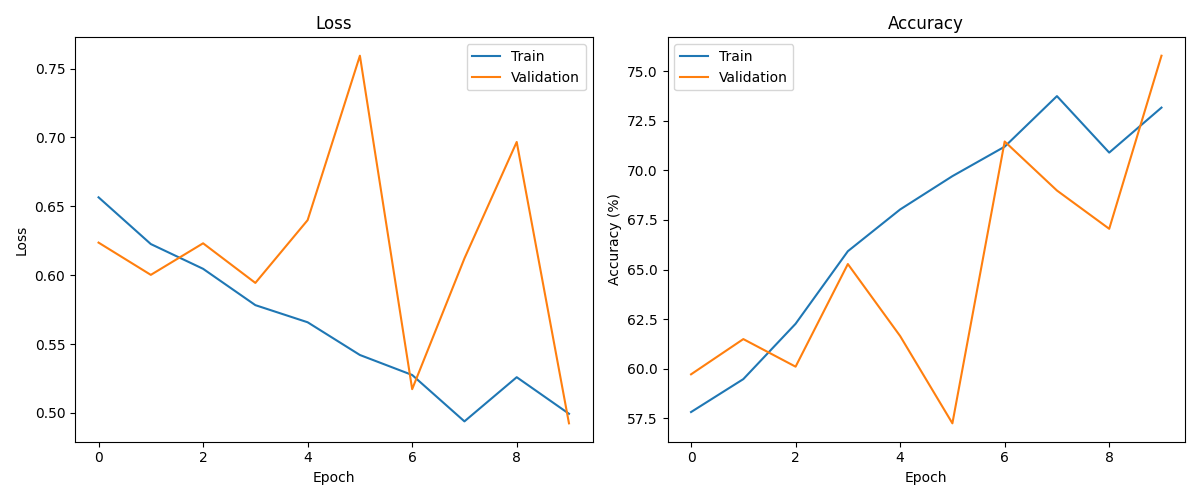 Loss
Train
Validation
0.75
0.70
0.65
0.60
0.55
0.50
Loss
0 2 4 6 8
Epoch
Accuracy
Train
Validation
75.0
72.5
70.0
67.5
65.0
62.5
60.0
57.5
Accuracy (%)
0 2 4 6 8
Epoch